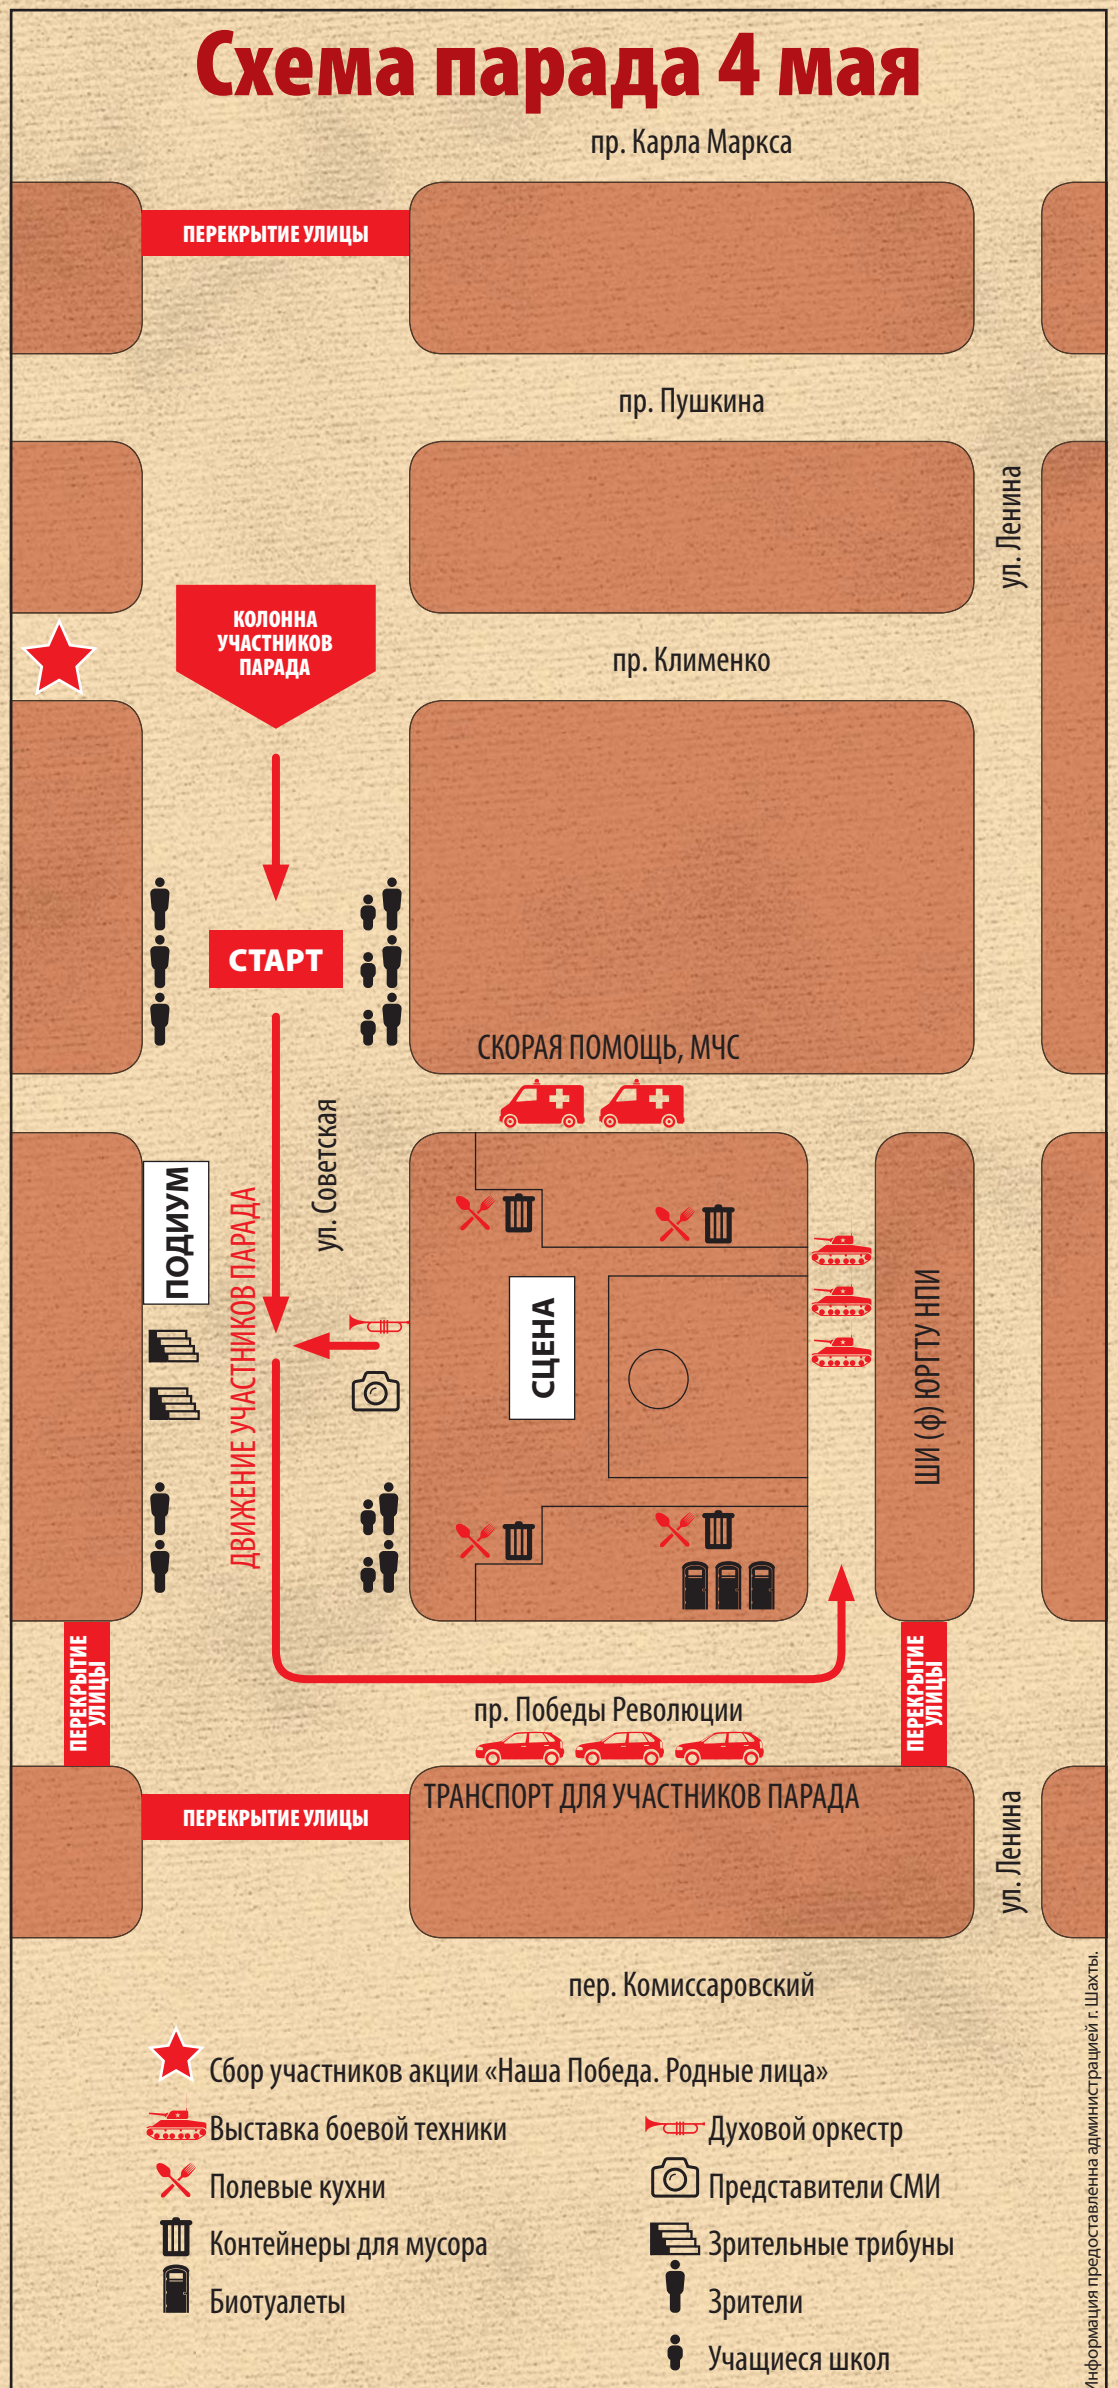 Схема парада 4 мая
пр. Карла Маркса
ПЕРЕКРЫТИЕ УЛИЦЫ
пр. Пушкина
ул. Ленина
КОЛОННА
УЧАСТНИКОВ
ПАРАДА
пр. Клименко
СТАРТ
СКОРАЯ ПОМОЩЬ, МЧС
ул. Советская
ПОДИУМ
ДВИЖЕНИЕ УЧАСТНИКОВ ПАРАДА
СЦЕНА
ШИ (ф) ЮРГТУ НПИ
ПЕРЕКРЫТИЕ
УЛИЦЫ
ПЕРЕКРЫТИЕ
УЛИЦЫ
пр. Победы Революции
ТРАНСПОРТ ДЛЯ УЧАСТНИКОВ ПАРАДА
ПЕРЕКРЫТИЕ УЛИЦЫ
ул. Ленина
пер. Комиссаровский
Сбор участников акции «Наша Победа. Родные лица»
Выставка боевой техники
Полевые кухни
Контейнеры для мусора
Биотуалеты
Духовой оркестр
Представители СМИ
Зрительные трибуны
Зрители
Учащиеся школ
Информация предоставленна администрацией г. Шахты.